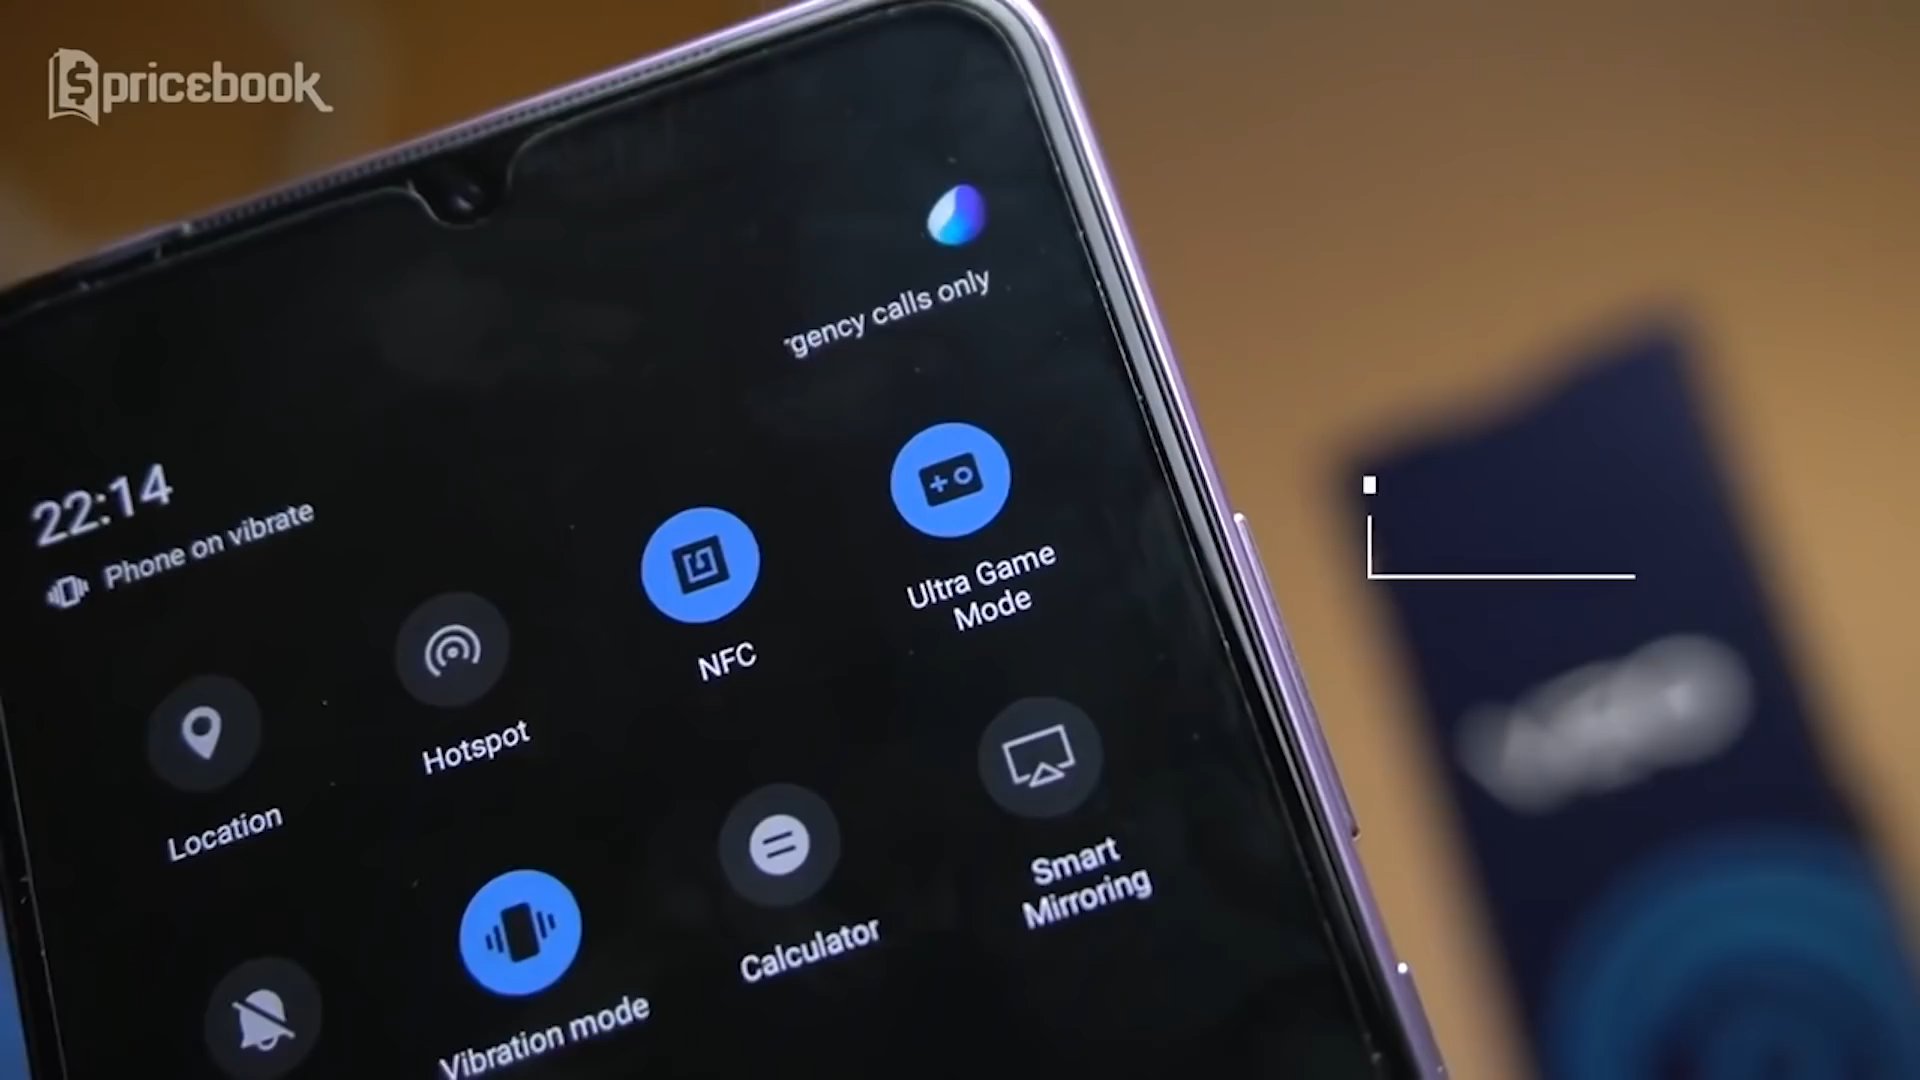 pricebook
gency calls only
22:14
Phone on vibrate
Ultra Game
Mode
NFC
Hotspot
Location
Smart
Mirroring
Calculator
Vibration mode